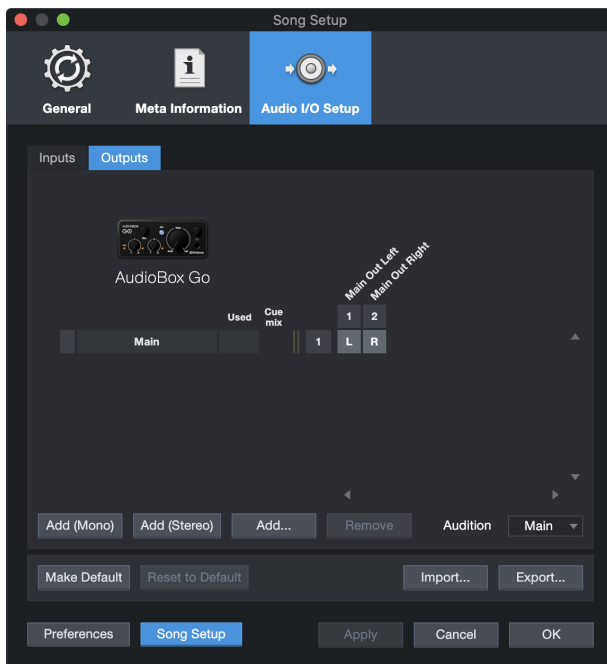 Song Setup
General
Meta Information
Audio I/O Setup
Inputs
Outputs
AUDIOBOX
GO
AudioBox Go
Main Out Left
Main Out Right
Used
Cue
mix
1
2
Main
1
L
R
Add (Mono)
Add (Stereo)
Add...
Remove
Audition
Main
Make Default
Reset to Default
Import...
Export...
Preferences
Song Setup
Apply
Cancel
OK